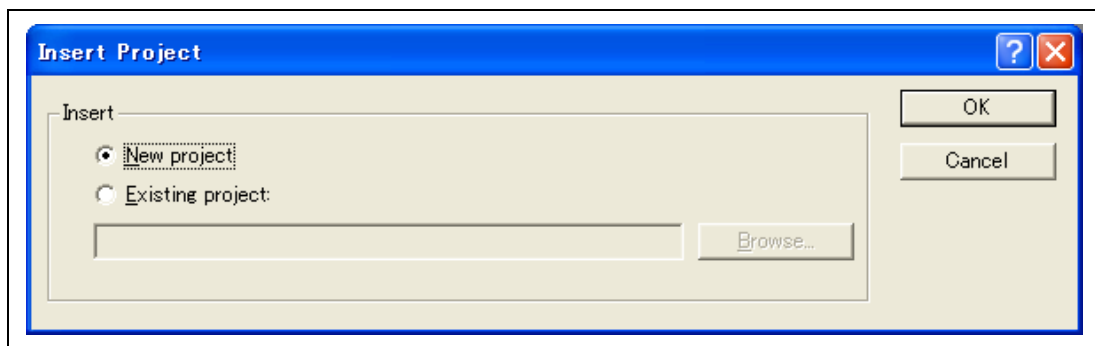 Insert Project
Insert
OK
New project
Cancel
Existing project:
Browse...